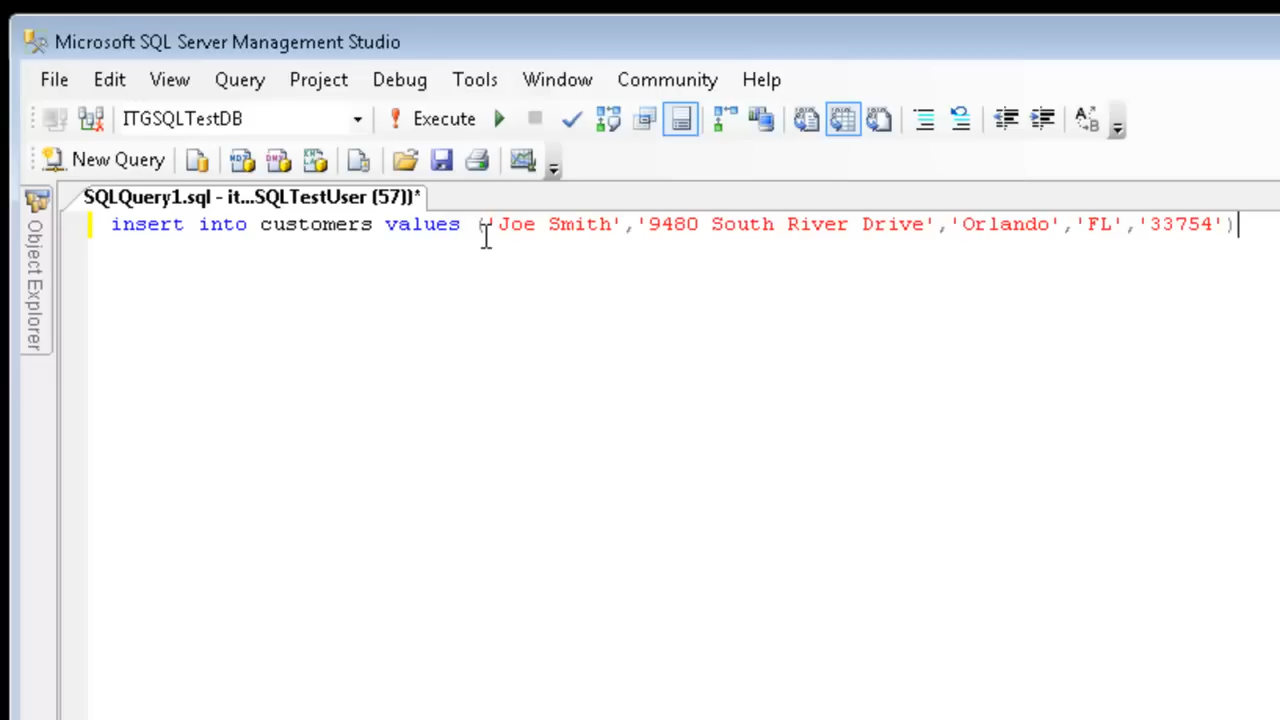 Microsoft SQL Server Management Studio
File Edit View Query Project Debug Tools Window Community Help
ITGSQLTestDB Execute
New Query
SQLQuery1.sql - it...SQLTestUser (57))*
insert into customers values ('Joe Smith','9480 South River Drive','Orlando','FL','33754')
Object Explorer